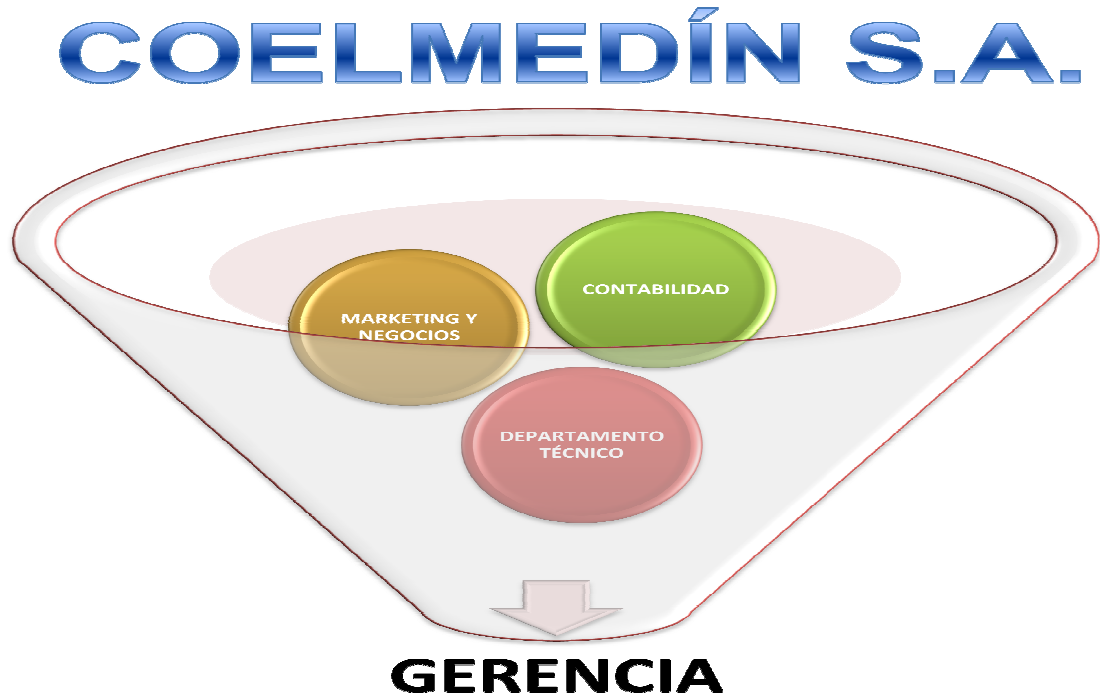 COELMEDÍN S.A.
CONTABILIDAD
MARKETING Y
NEGOCIOS
DEPARTAMENTO
TÉCNICO
GERENCIA